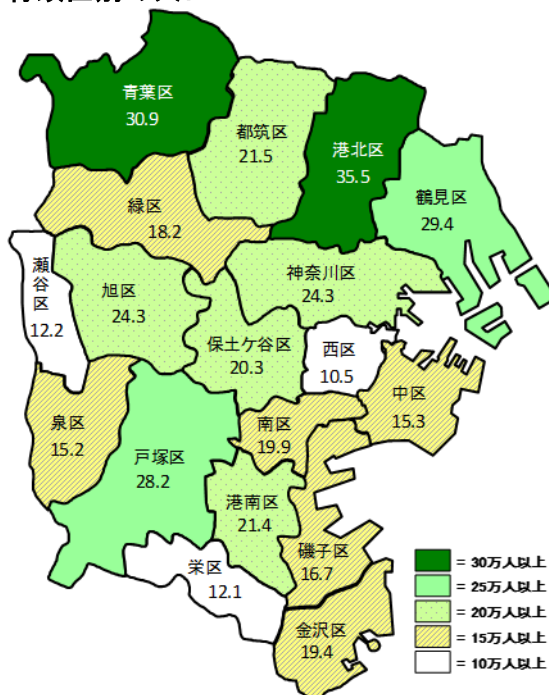 青葉区
30.9
都筑区
21.5
港北区
35.5
鶴見区
29.4
緑区
18.2
瀬谷区
12.2
旭区
24.3
神奈川区
24.3
保土ケ谷区
20.3
西区
10.5
中区
15.3
泉区
15.2
戸塚区
28.2
南区
19.9
港南区
21.4
磯子区
16.7
栄区
12.1
金沢区
19.4
= 30万人以上
= 25万人以上
= 20万人以上
= 15万人以上
= 10万人以上